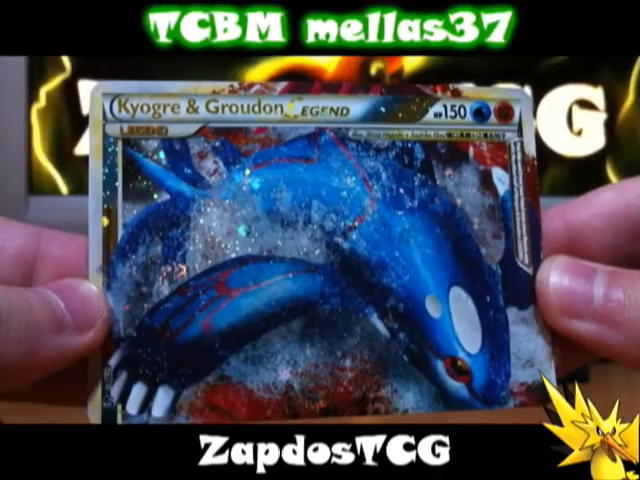 TCBM mellas37
Kyogre & Groudon LEGEND
HP150
LEGEND
ZapdosTCG